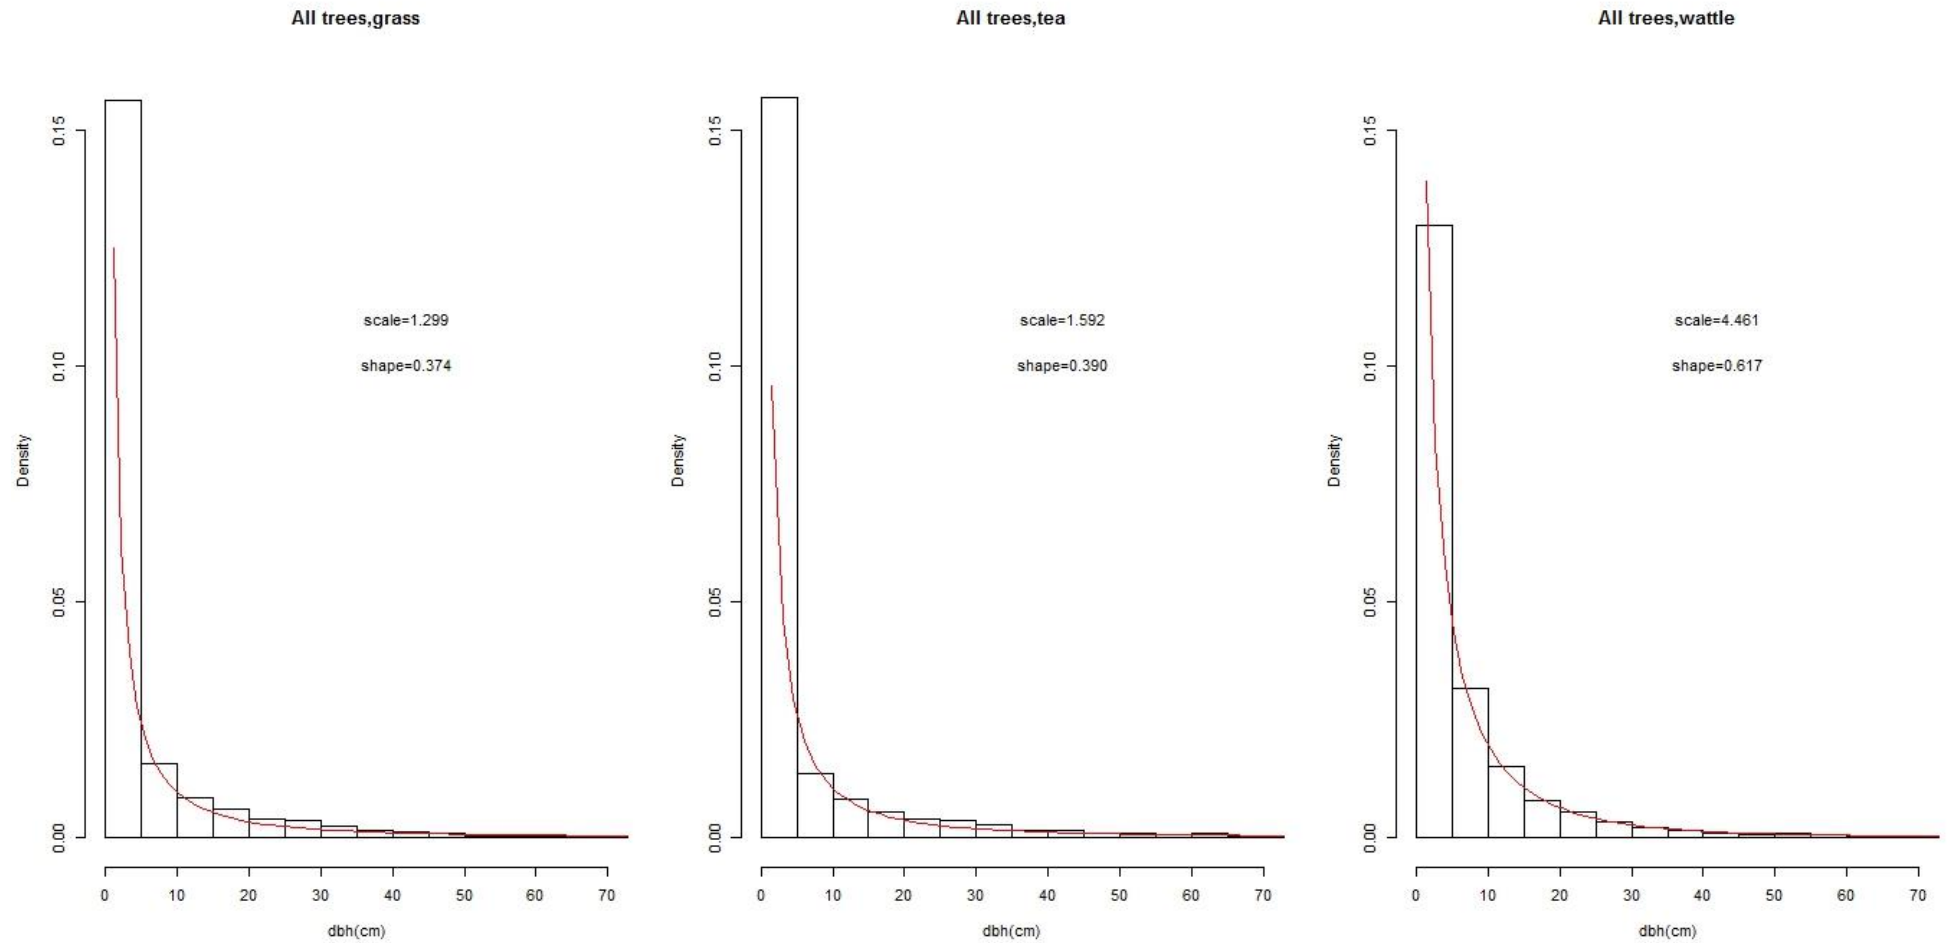 All trees,grass
0.15
0.10
0.05
0.00
Density
scale=1.299
shape=0.374
0 10 20 30 40 50 60 70
dbh(cm)
All trees,tea
0.15
0.10
0.05
0.00
Density
scale=1.592
shape=0.390
0 10 20 30 40 50 60 70
dbh(cm)
All trees,wattle
0.15
0.10
0.05
0.00
Density
scale=4.461
shape=0.617
0 10 20 30 40 50 60 70
dbh(cm)